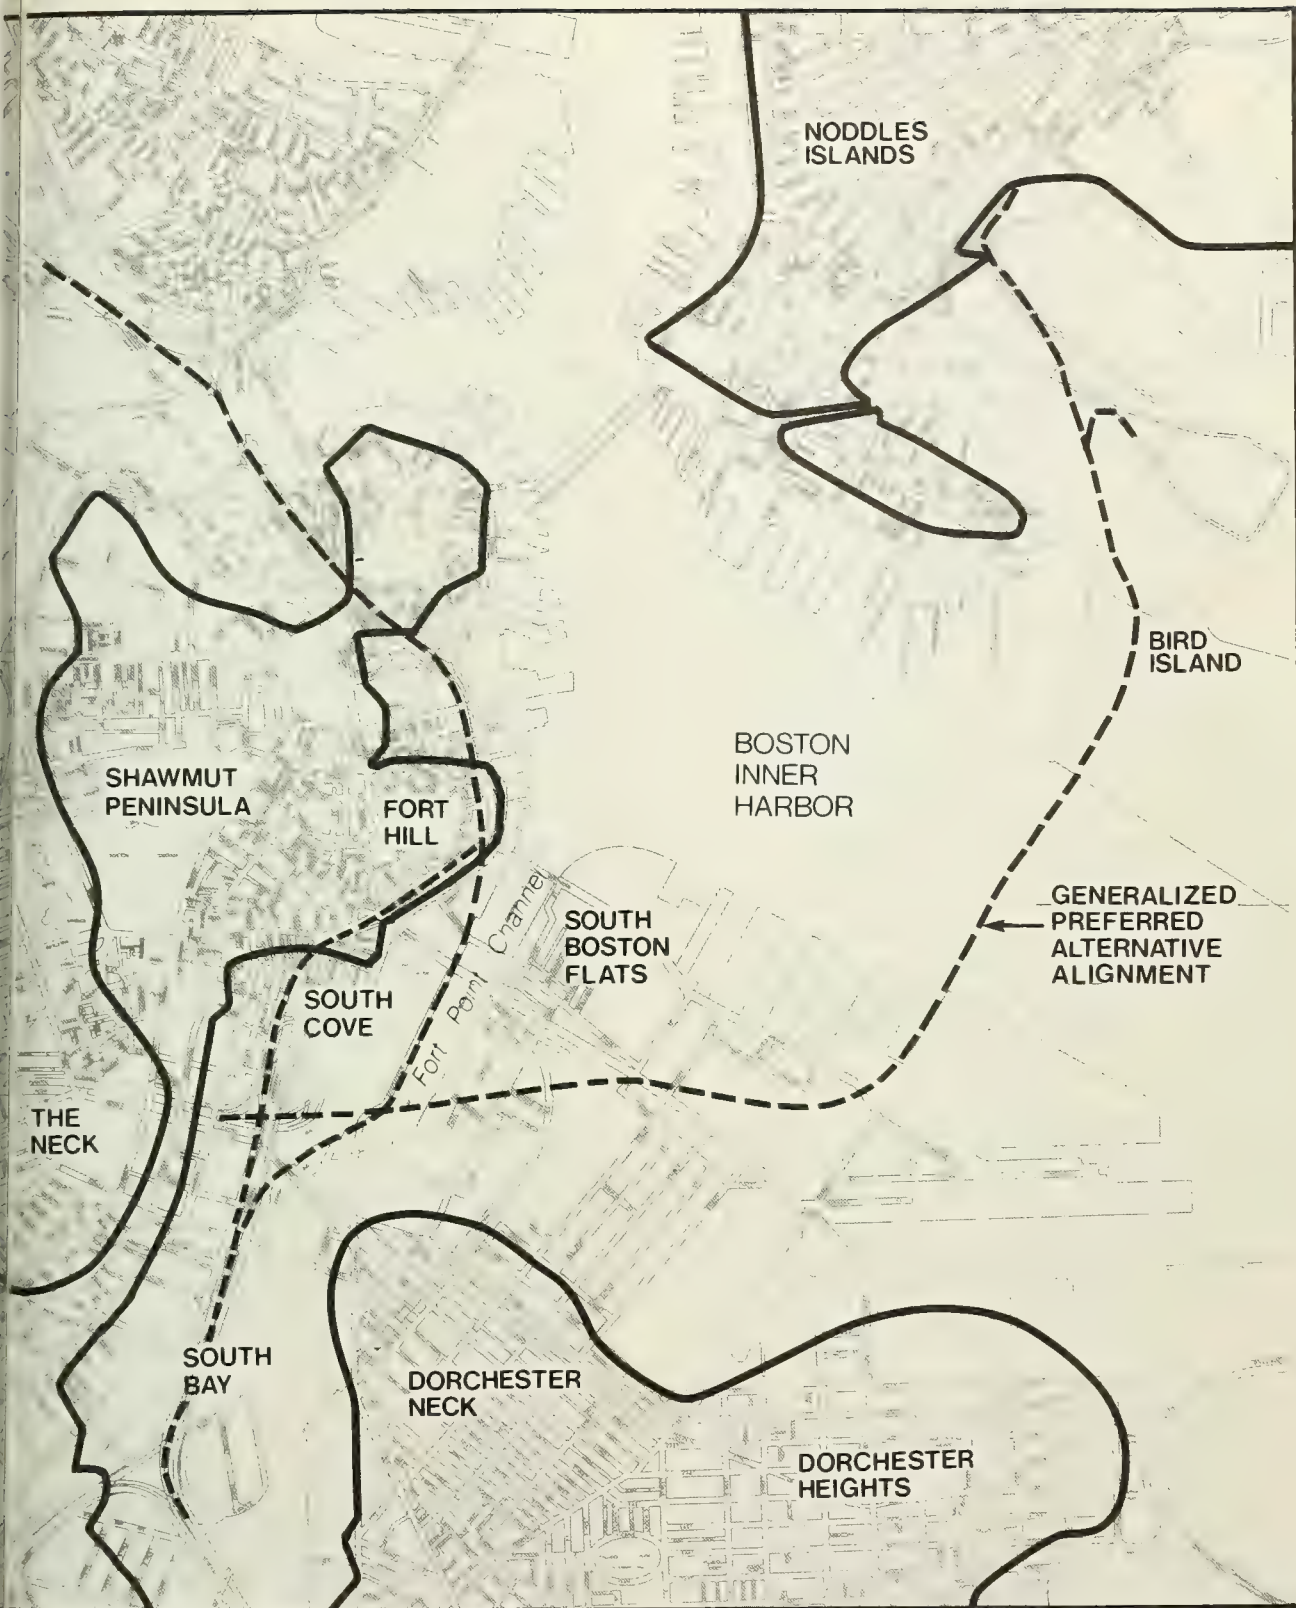 NODDLES
ISLANDS
BIRD
ISLAND
BOSTON
INNER
HARBOR
SHAWMUT
PENINSULA
FORT
HILL
GENERALIZED
PREFERRED
ALTERNATIVE
ALIGNMENT
SOUTH
BOSTON
FLATS
Fort Point Channel
SOUTH
COVE
THE
NECK
SOUTH
BAY
DORCHESTER
NECK
DORCHESTER
HEIGHTS